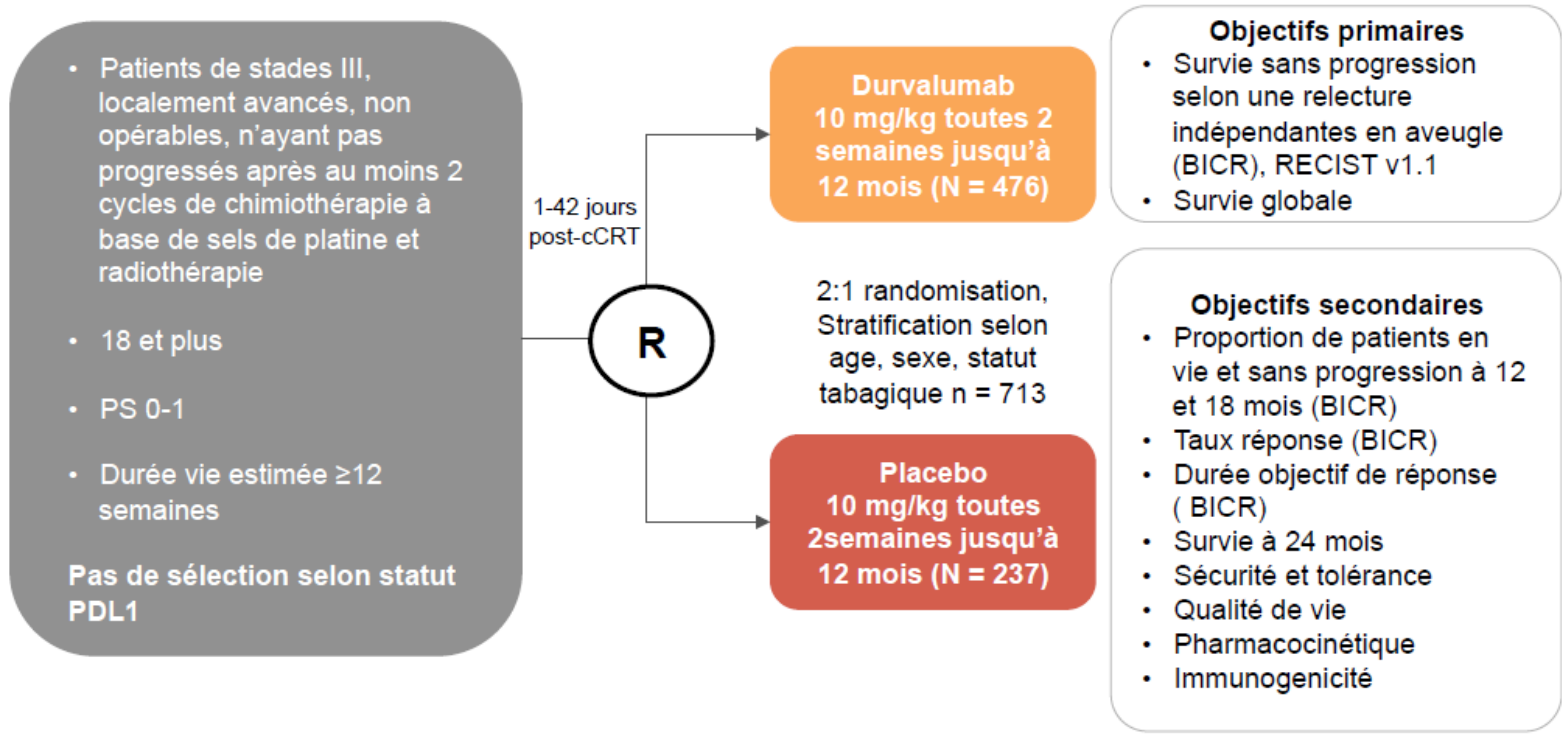 • Patients de stades III,
localement avancés, non
opérables, n’ayant pas
progressés après au moins 2
cycles de chimiothérapie à
base de sels de platine et
radiothérapie
• 18 et plus
• PS 0-1
• Durée vie estimée ≥12
semaines
Pas de sélection selon statut
PDL1
1-42 jours
post-cCRT
R
Durvalumab
10 mg/kg toutes 2
semaines jusqu’à
12 mois (N = 476)
2:1 randomisation,
Stratification selon
age, sexe, statut
tabagique n = 713
Placebo
10 mg/kg toutes
2semaines jusqu’à
12 mois (N = 237)
Objectifs primaires
• Survie sans progression
selon une relecture
indépendantes en aveugle
(BICR), RECIST v1.1
• Survie globale
Objectifs secondaires
• Proportion de patients en
vie et sans progression à 12
et 18 mois (BICR)
• Taux réponse (BICR)
• Durée objectif de réponse
( BICR)
• Survie à 24 mois
• Sécurité et tolérance
• Qualité de vie
• Pharmacocinétique
• Immunogenicité